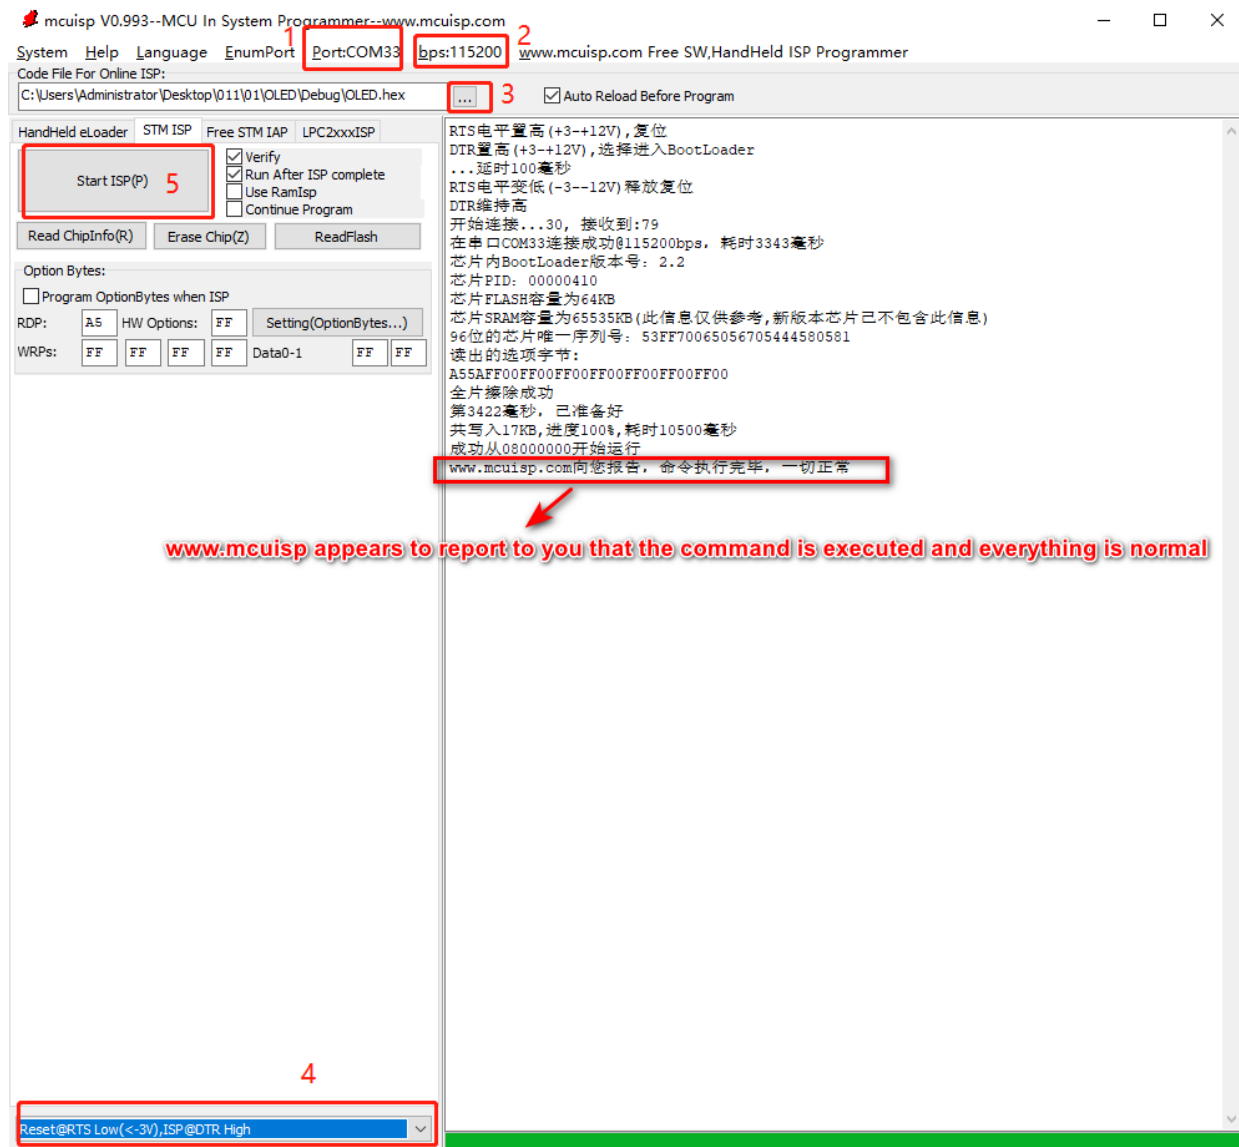 mcuisp V0.993--MCU In System Programmer--www.mcuisp.com
1
2
System Help Language EnumPort Port:COM33 bps:115200 www.mcuisp.com Free SW,HandHeld ISP Programmer
Code File For Online ISP:
C:\Users\Administrator\Desktop\011\01\OLED\Debug\OLED.hex
...
3
Auto Reload Before Program
HandHeld eLoader STM ISP Free STM IAP LPC2xxxISP
Start ISP(P)
5
Verify
Run After ISP complete
Use RamIsp
Continue Program
Read ChipInfo(R) Erase Chip(Z) ReadFlash
Option Bytes:
Program OptionBytes when ISP
RDP: A5 HW Options: FF Setting(OptionBytes...)
WRPs: FF FF FF FF Data0-1 FF FF
RTS电平置高(+3-+12V),复位
DTR置高(+3-+12V),选择进入BootLoader
...延时100毫秒
RTS电平变低(-3--12V)释放复位
DTR维持高
开始连接...30, 接收到:79
在串口COM33连接成功@115200bps，耗时3343毫秒
芯片内BootLoader版本号：2.2
芯片PID：00000410
芯片FLASH容量为64KB
芯片SRAM容量为65535KB(此信息仅供参考,新版本芯片已不包含此信息)
96位的芯片唯一序列号：53FF70065056705444580581
读出的选项字节:
A55AFF00FF00FF00FF00FF00FF00FF00
全片擦除成功
第3422毫秒，已准备好
共写入17KB,进度100%,耗时10500毫秒
成功从08000000开始运行
www.mcuisp.com向您报告，命令执行完毕，一切正常
www.mcuisp appears to report to you that the command is executed and everything is normal
4
Reset@RTS Low(<-3V),ISP@DTR High